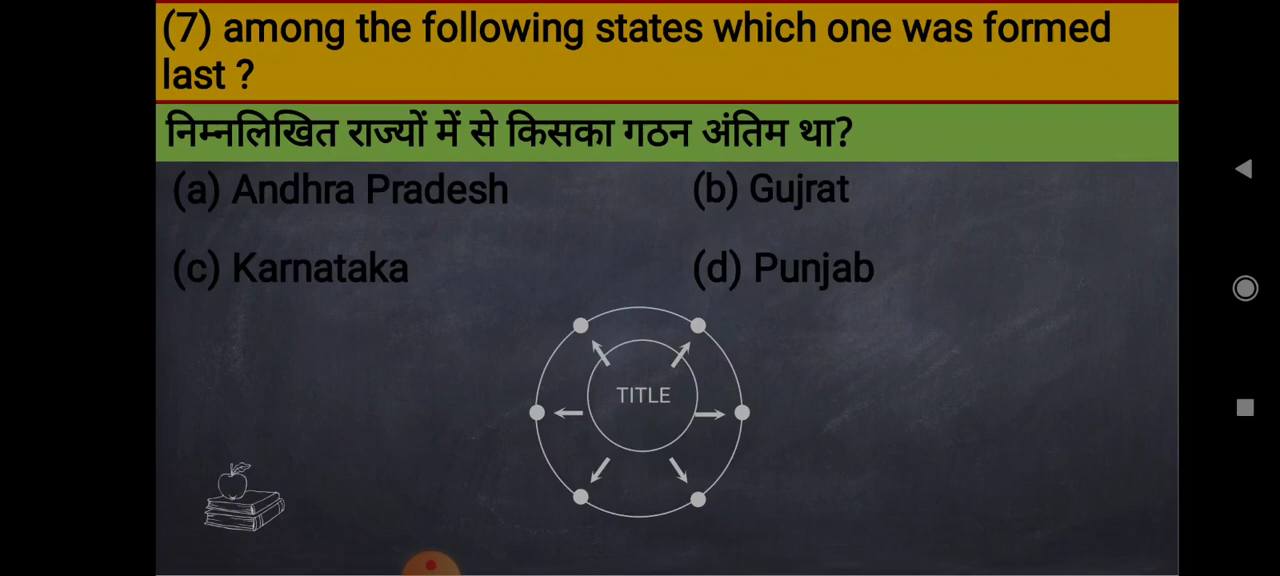 (7) among the following states which one was formed
last ?
निम्नलिखित राज्यों में से किसका गठन अंतिम था?
(a) Andhra Pradesh (b) Gujrat
(c) Karnataka (d) Punjab
TITLE